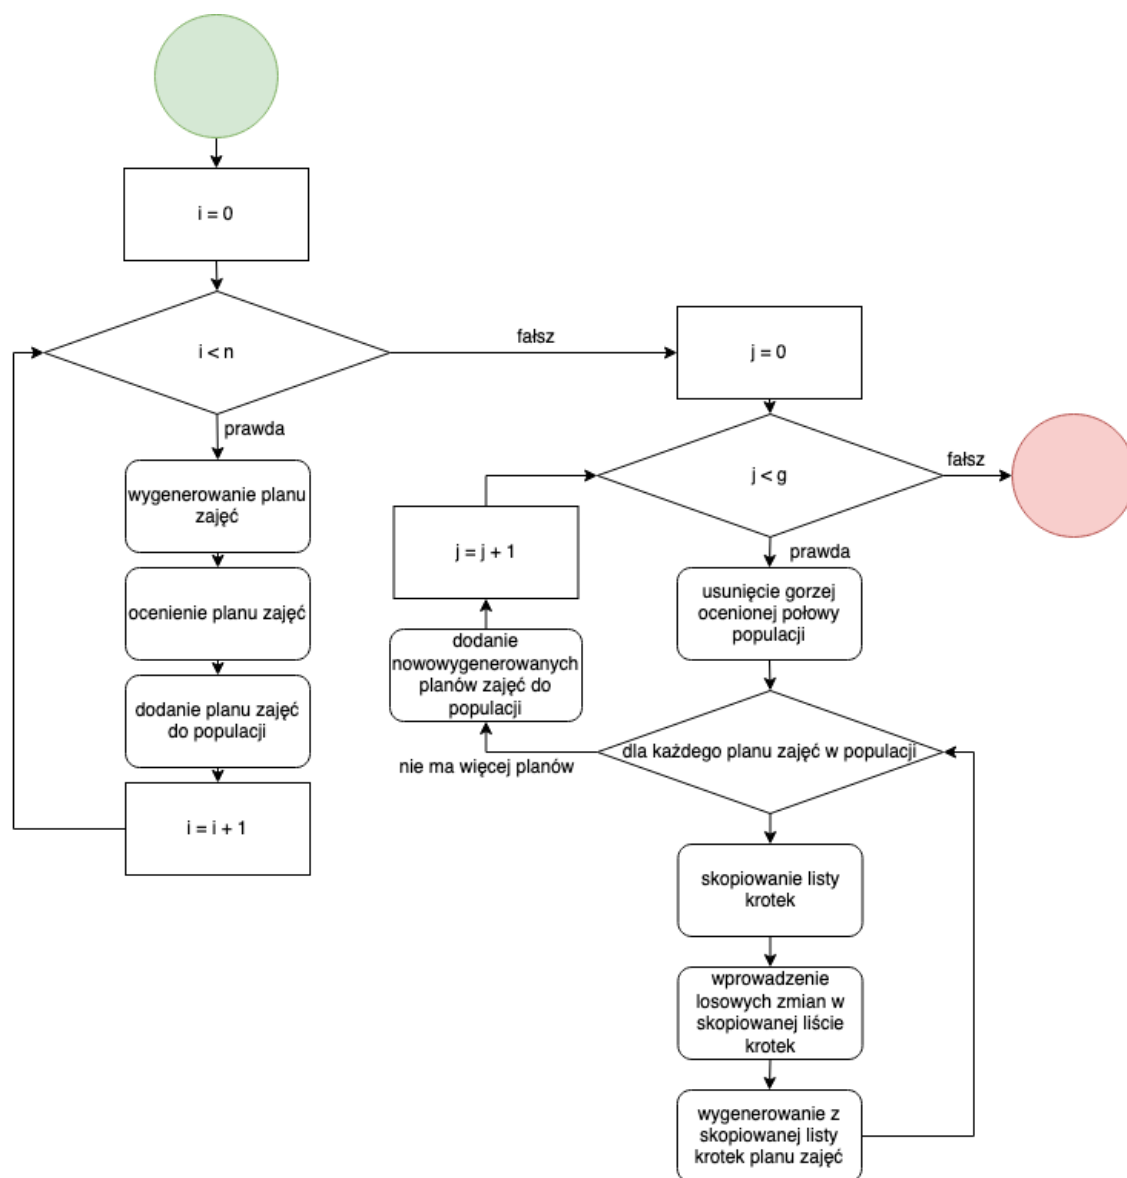 i = 0
i < n
fałsz
prawda
wygenerowanie planu
zajęć
ocenienie planu zajęć
dodanie planu zajęć
do populacji
i = i + 1
j = 0
j < g
fałsz
prawda
j = j + 1
usunięcie gorzej
ocenionej połowy
populacji
dodanie
nowowygenerowanych
planów zajęć do
populacji
dla każdego planu zajęć w populacji
nie ma więcej planów
skopiowanie listy
krotek
wprowadzenie
losowych zmian w
skopiowanej liście
krotek
wygenerowanie z
skopiowanej listy
krotek planu zajęć